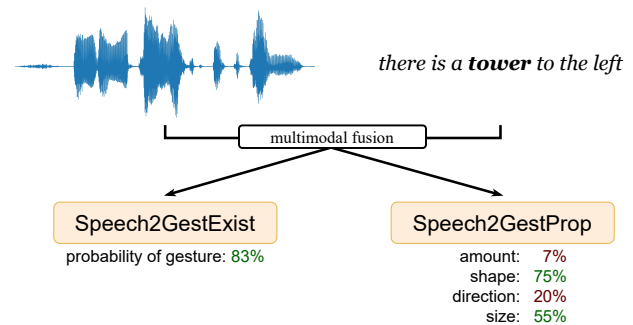 there is a tower to the left
multimodal fusion
Speech2GestExist
probability of gesture: 83%
Speech2GestProp
amount: 7%
shape: 75%
direction: 20%
size: 55%